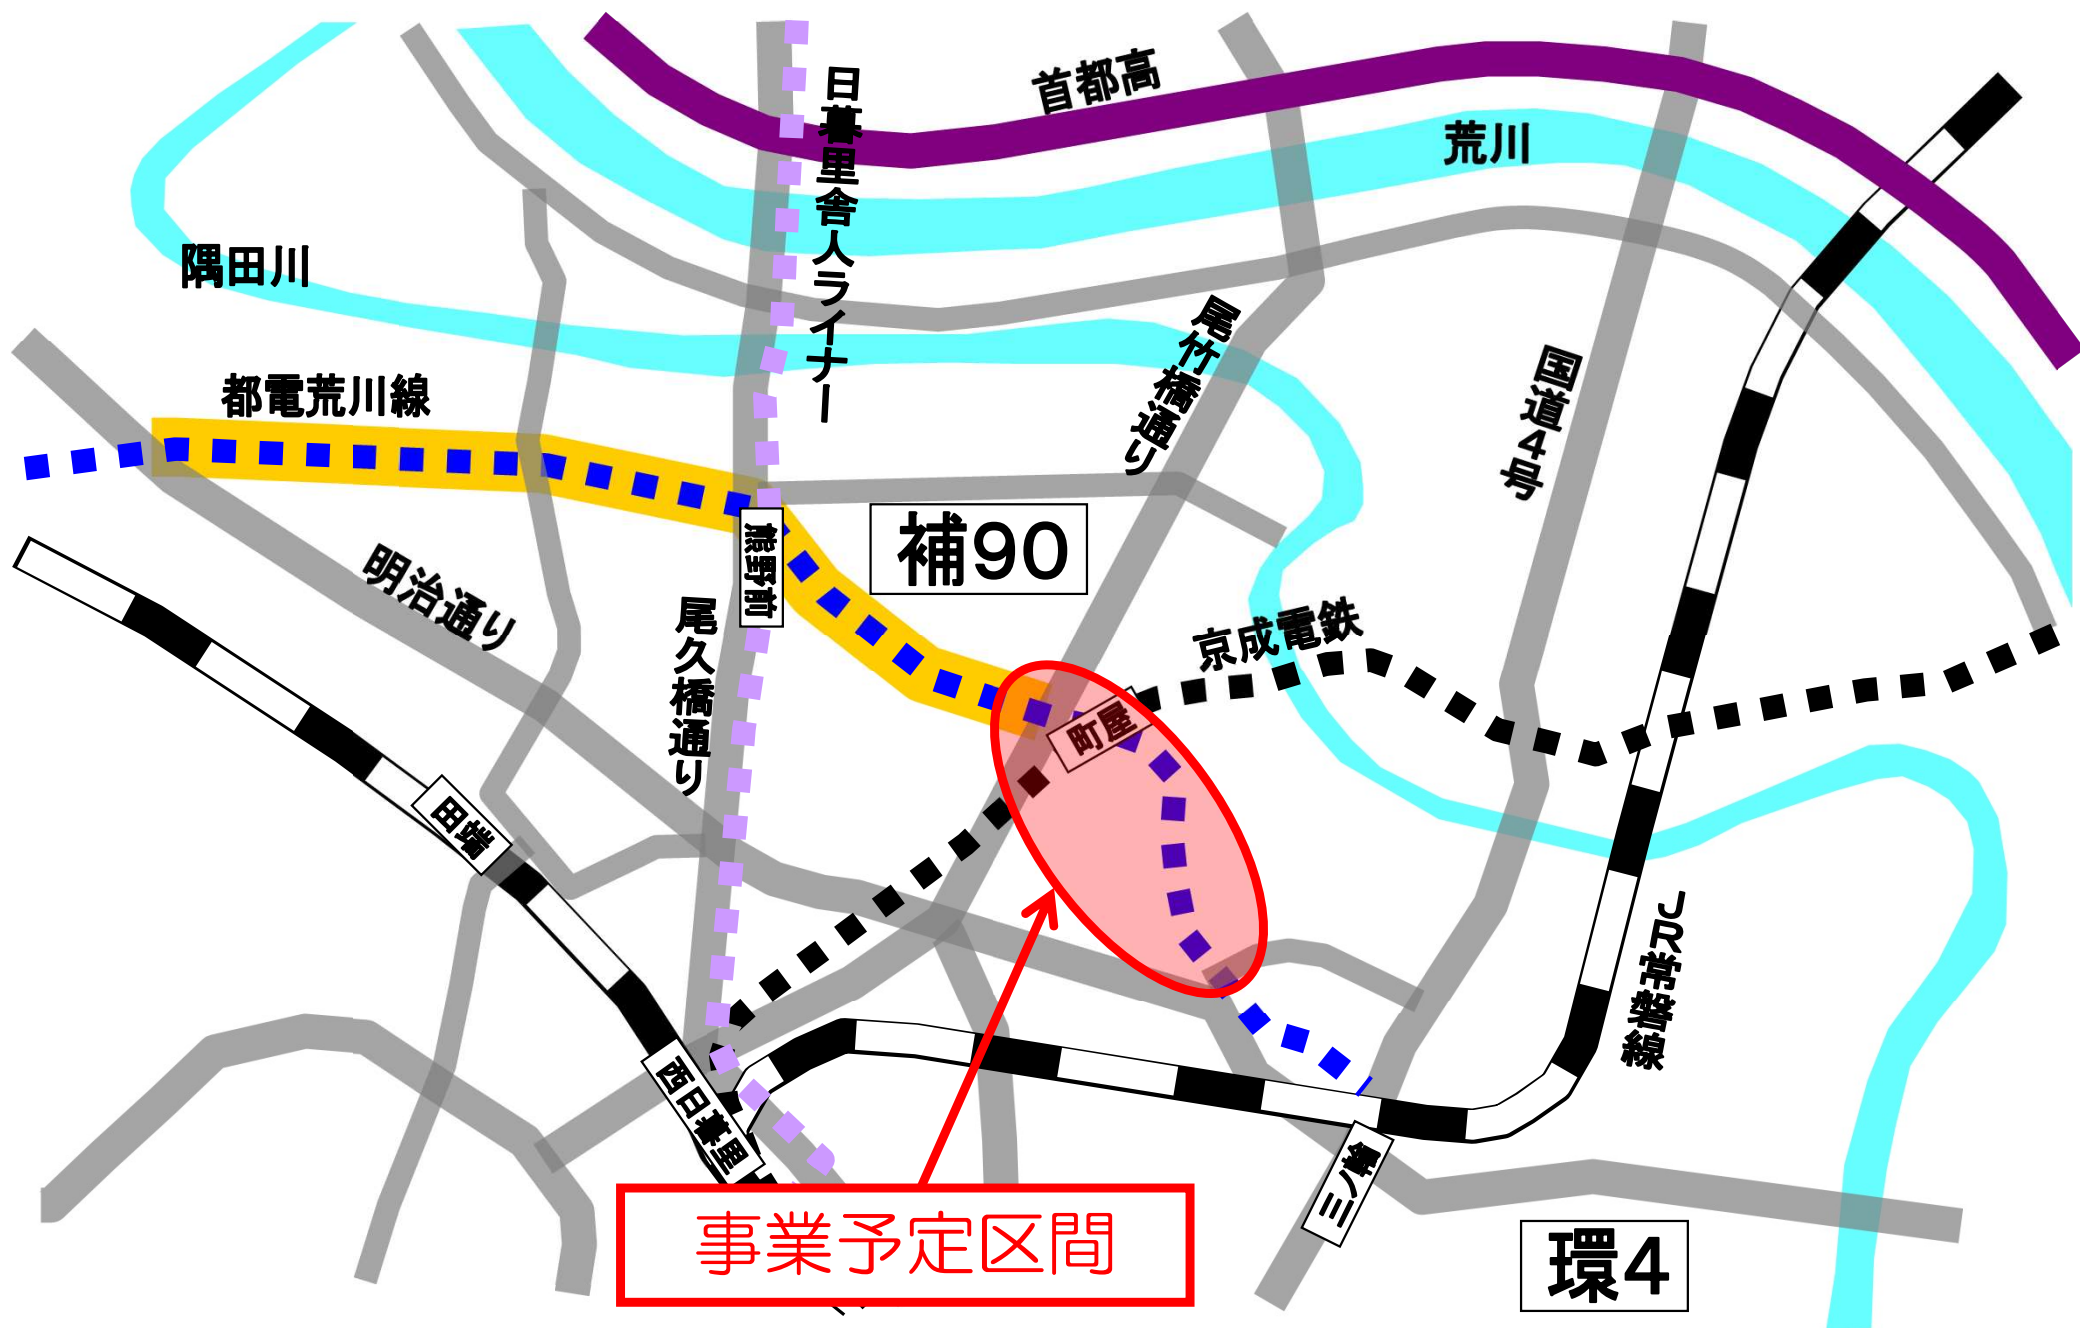 首都高
日暮里舎人ライナー
荒川
隅田川
尾竹橋通り
国道4号
都電荒川線
補90
熊野前
明治通り
尾久橋通り
京成電鉄
町屋
田端
JR常磐線
西日暮里
三ノ輪
事業予定区間
環4